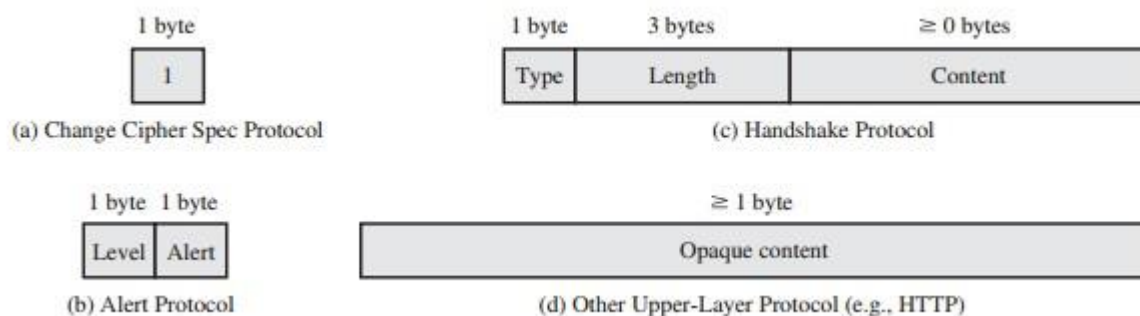 1 byte
1
(a) Change Cipher Spec Protocol
1 byte 3 bytes ≥ 0 bytes
Type Length Content
(c) Handshake Protocol
1 byte 1 byte
Level Alert
(b) Alert Protocol
≥ 1 byte
Opaque content
(d) Other Upper-Layer Protocol (e.g., HTTP)